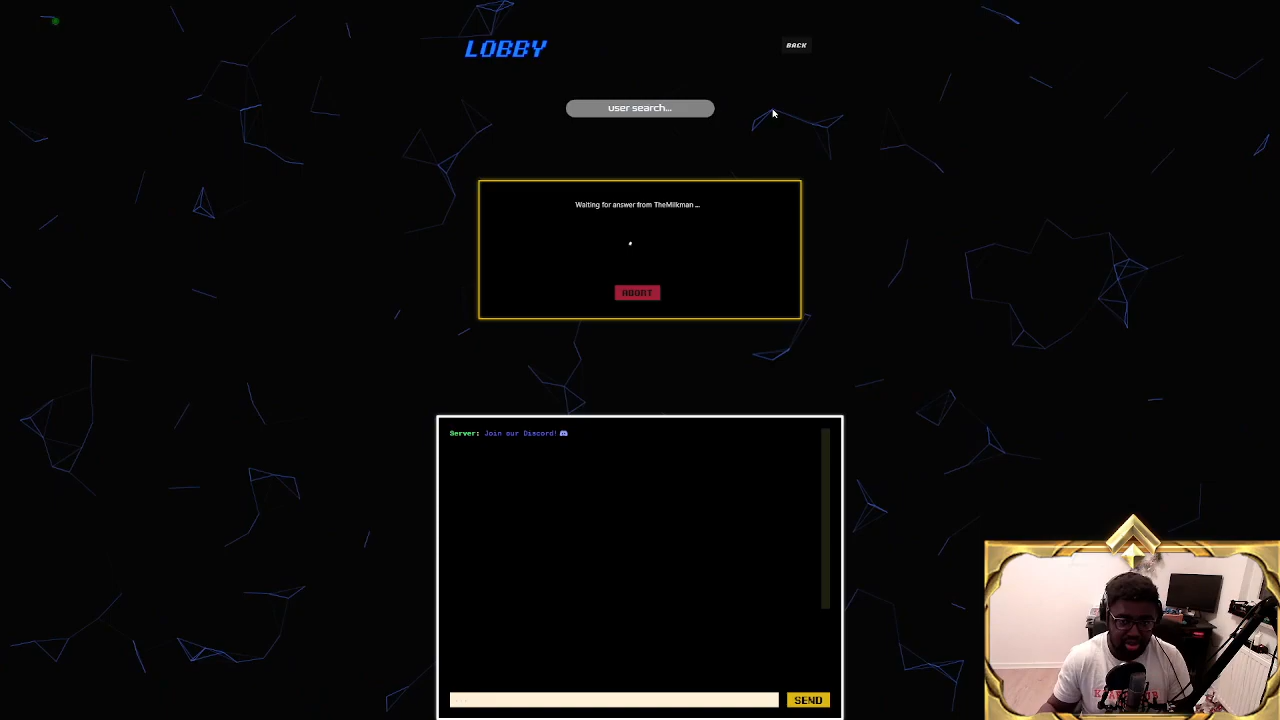 LOBBY
BACK
user search...
Waiting for answer from TheMilkman ...
ABORT
Server: Join our Discord!
SEND